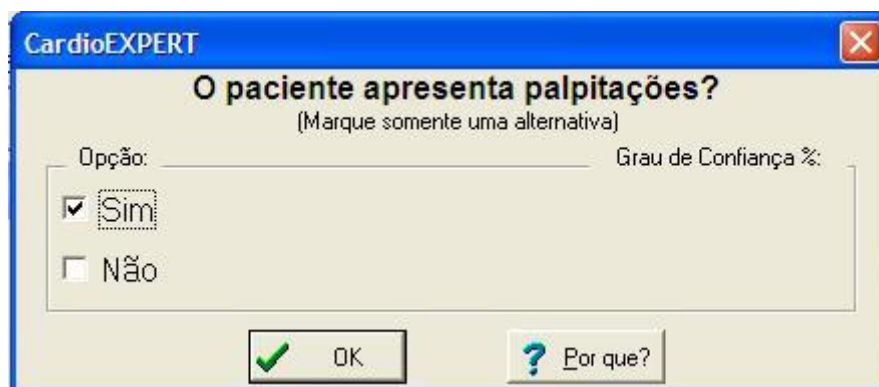 CardioEXPERT
O paciente apresenta palpitações?
(Marque somente uma alternativa)
Opção: Grau de Confiança %:
Sim
Não
OK Por que?